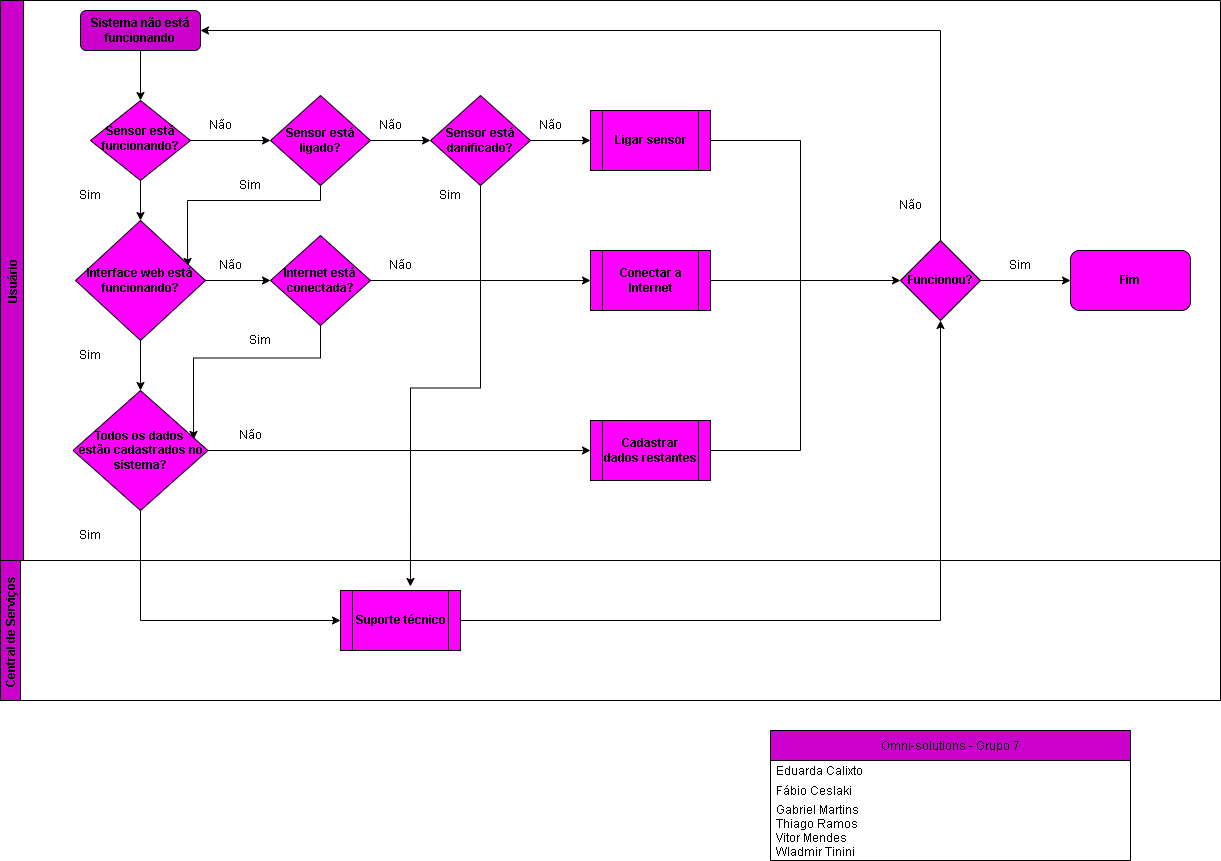 Sistema não está
funcionando
Usuário
Sensor está
funcionando?
Não
Sensor está
ligado?
Não
Sensor está
danificado?
Não
Ligar sensor
Sim
Sim
Sim
Não
Interface web está
funcionando?
Não
Internet está
conectada?
Não
Conectar a
Internet
Funcionou?
Sim
Fim
Sim
Sim
Todos os dados
estão cadastrados no
sistema?
Não
Cadastrar
dados restantes
Sim
Central de Serviços
Suporte técnico
Omni-solutions - Grupo 7
Eduarda Calixto
Fábio Ceslaki
Gabriel Martins
Thiago Ramos
Vitor Mendes
Wladmir Tinini